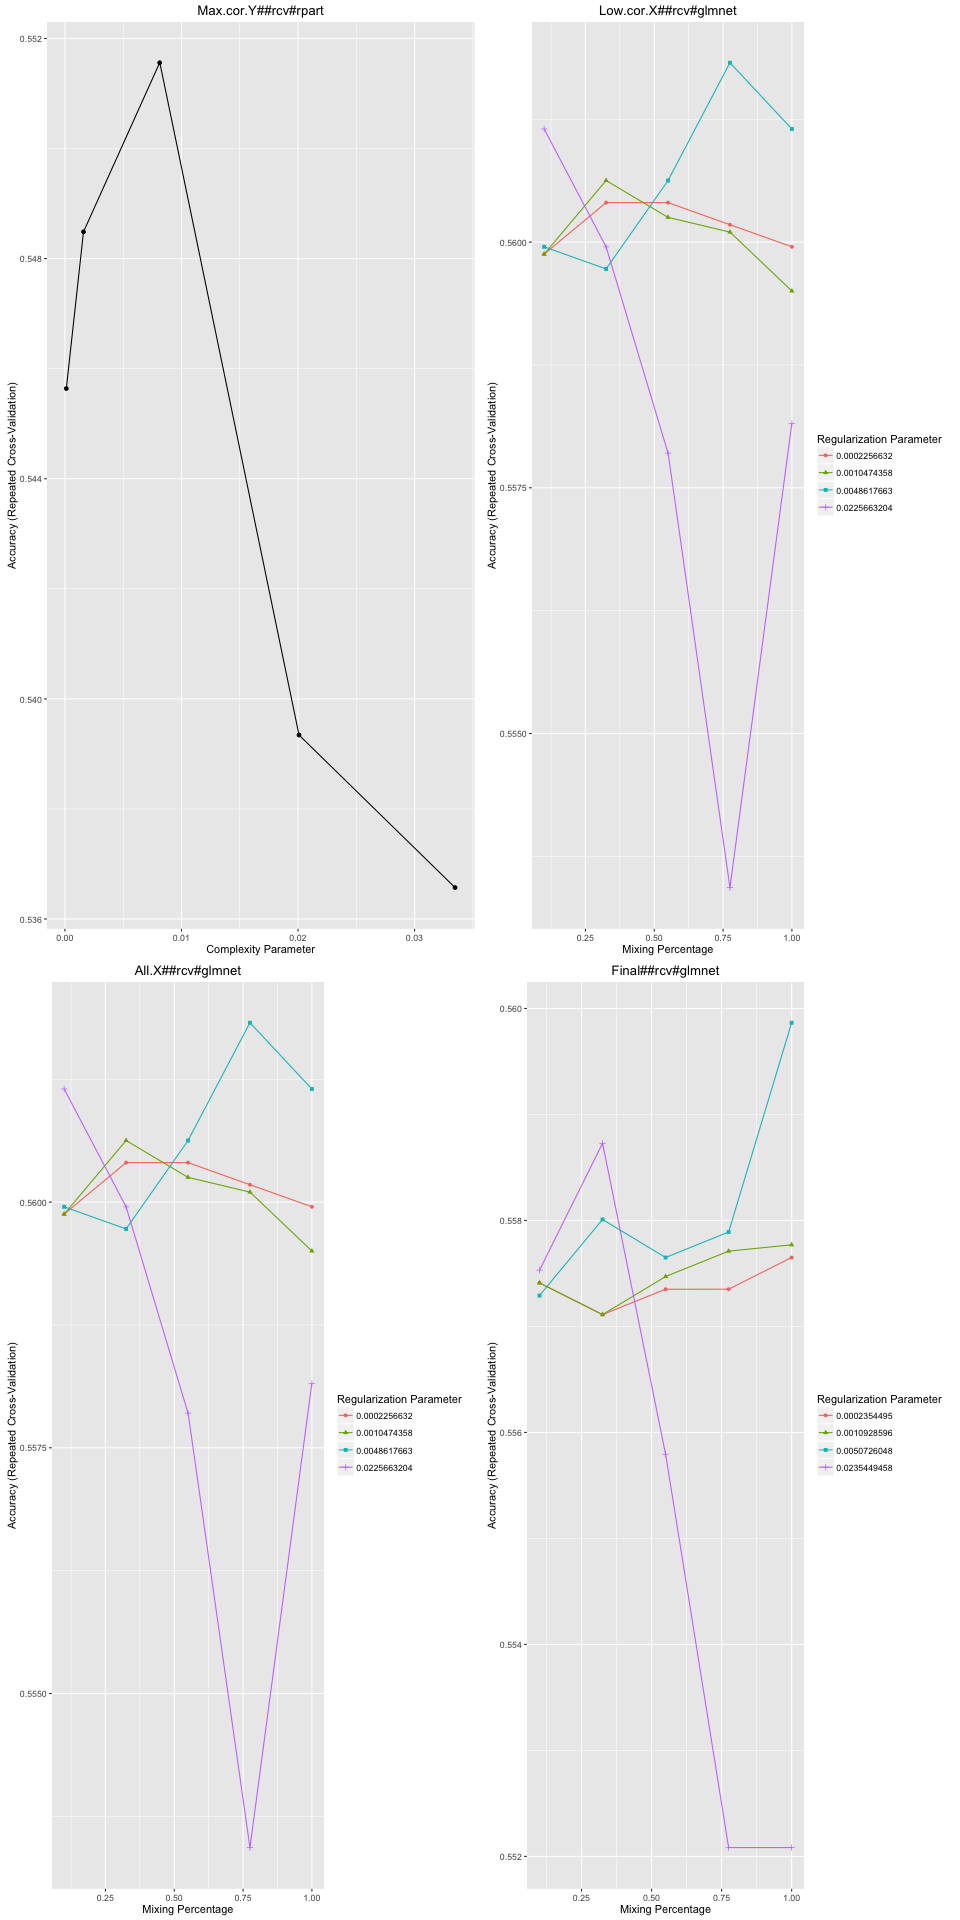 Max.cor.Y##rcv#rpart
Accuracy (Repeated Cross-Validation)
0.552
0.548
0.544
0.540
0.536
0.00 0.01 0.02 0.03
Complexity Parameter
Low.cor.X##rcv#glmnet
Accuracy (Repeated Cross-Validation)
0.5600
0.5575
0.5550
0.25 0.50 0.75 1.00
Mixing Percentage
Regularization Parameter
0.0002256632
0.0010474358
0.0048617663
0.0225663204
All.X##rcv#glmnet
Accuracy (Repeated Cross-Validation)
0.5600
0.5575
0.5550
0.25 0.50 0.75 1.00
Mixing Percentage
Regularization Parameter
0.0002256632
0.0010474358
0.0048617663
0.0225663204
Final##rcv#glmnet
Accuracy (Repeated Cross-Validation)
0.560
0.558
0.556
0.554
0.552
0.25 0.50 0.75 1.00
Mixing Percentage
Regularization Parameter
0.0002354495
0.0010928596
0.0050726048
0.0235449458